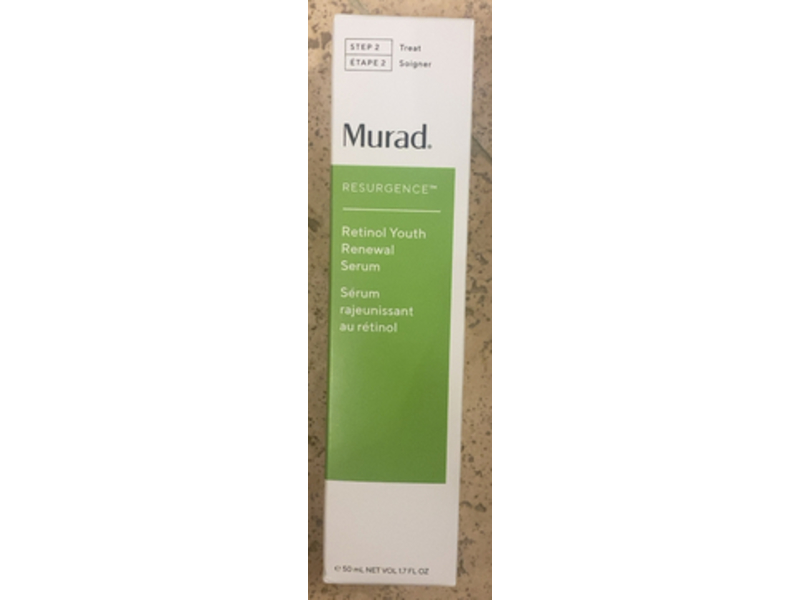 STEP 2 Treat
ÉTAPE 2 Soigner
Murad.
RESURGENCE™
Retinol Youth
Renewal
Serum
Sérum
rajeunissant
au rétinol
℮ 50 mL NET VOL 1.7 FL OZ